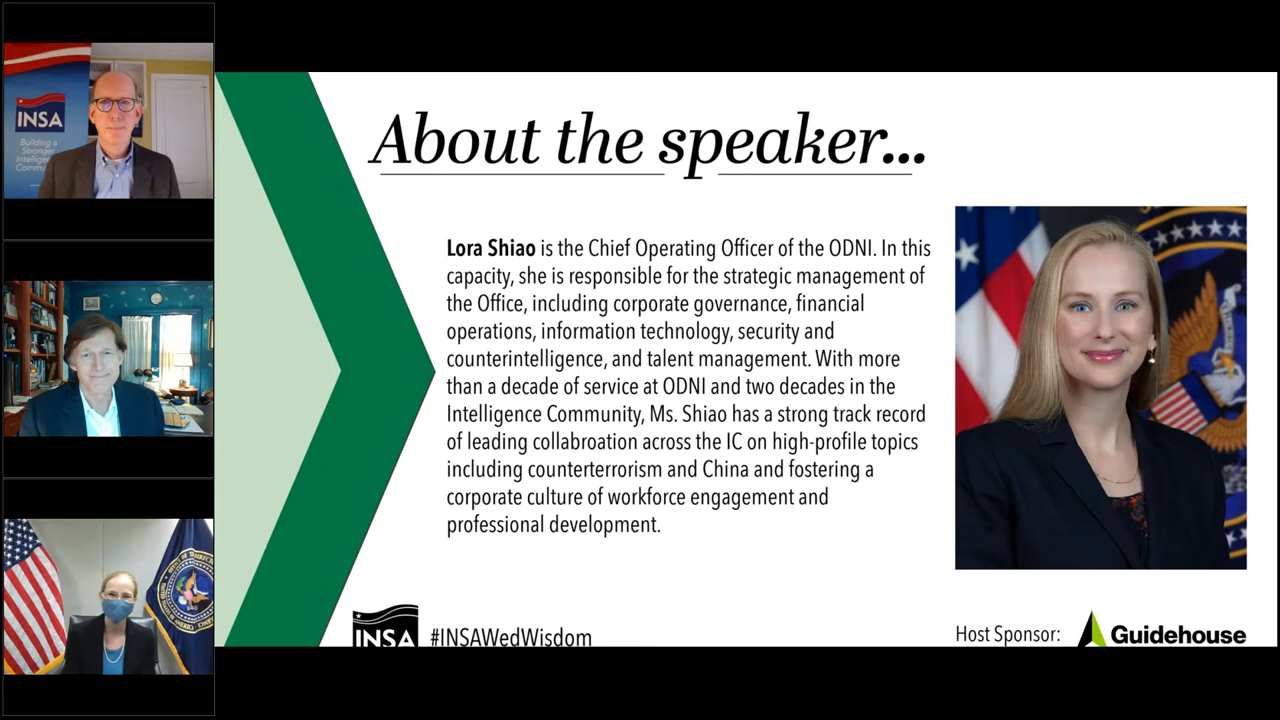 INSA
Building a
Stronger
Intelligen
Commu
About the speaker...
Lora Shiao is the Chief Operating Officer of the ODNI. In this
capacity, she is responsible for the strategic management of
the Office, including corporate governance, financial
operations, information technology, security and
counterintelligence, and talent management. With more
than a decade of service at ODNI and two decades in the
Intelligence Community, Ms. Shiao has a strong track record
of leading collabroation across the IC on high-profile topics
including counterterrorism and China and fostering a
corporate culture of workforce engagement and
professional development.
INSA
#INSAWedWisdom
Host Sponsor:
Guidehouse